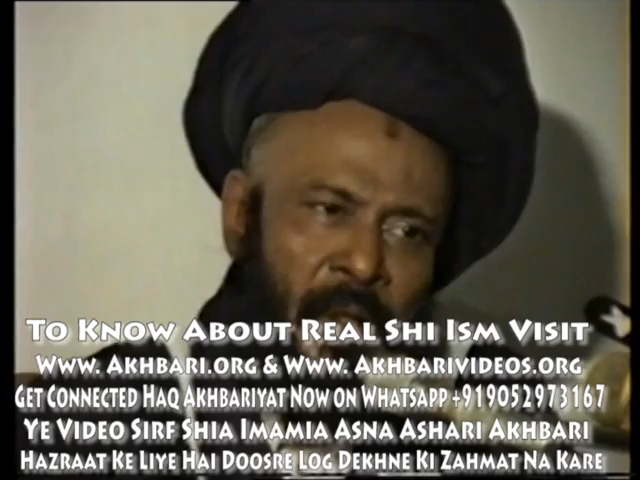 To Know About Real Shi Ism Visit
Www. Akhbari.org & Www. Akhbarivideos.org
Get Connected Haq Akhbariyat Now on Whatsapp +919052973167
Ye Video Sirf Shia Imamia Asna Ashari Akhbari
Hazraat Ke Liye Hai Doosre Log Dekhne Ki Zahmat Na Kare